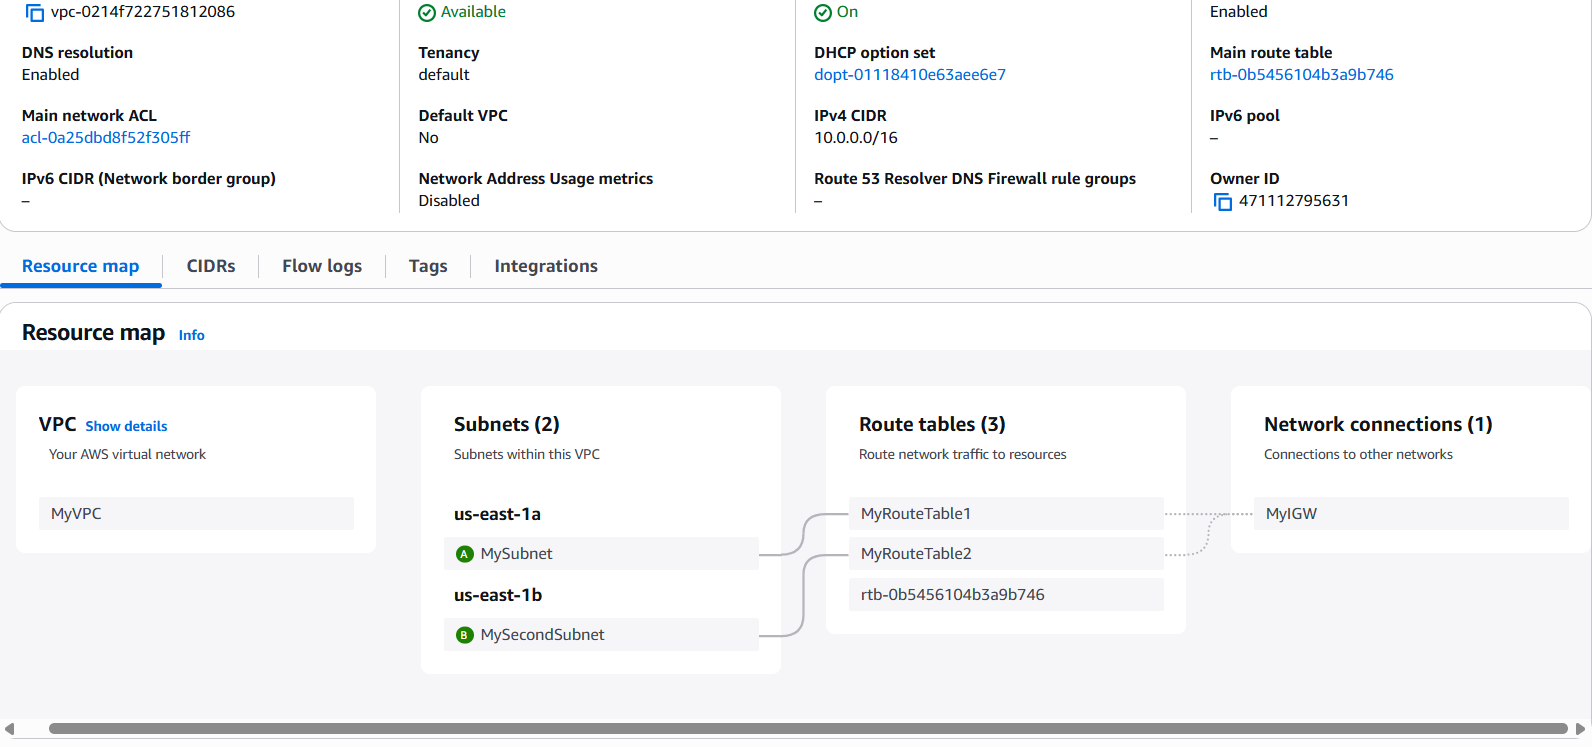 vpc-0214f722751812086
Available
On
Enabled
DNS resolution
Enabled
Tenancy
default
DHCP option set
dopt-01118410e63aee6e7
Main route table
rtb-0b5456104b3a9b746
Main network ACL
acl-0a25dbd8f52f305ff
Default VPC
No
IPv4 CIDR
10.0.0.0/16
IPv6 pool
–
IPv6 CIDR (Network border group)
–
Network Address Usage metrics
Disabled
Route 53 Resolver DNS Firewall rule groups
–
Owner ID
471112795631
Resource map
CIDRs
Flow logs
Tags
Integrations
Resource map Info
VPC Show details
Your AWS virtual network
MyVPC
Subnets (2)
Subnets within this VPC
us-east-1a
A MySubnet
us-east-1b
B MySecondSubnet
Route tables (3)
Route network traffic to resources
MyRouteTable1
MyRouteTable2
rtb-0b5456104b3a9b746
Network connections (1)
Connections to other networks
MyIGW